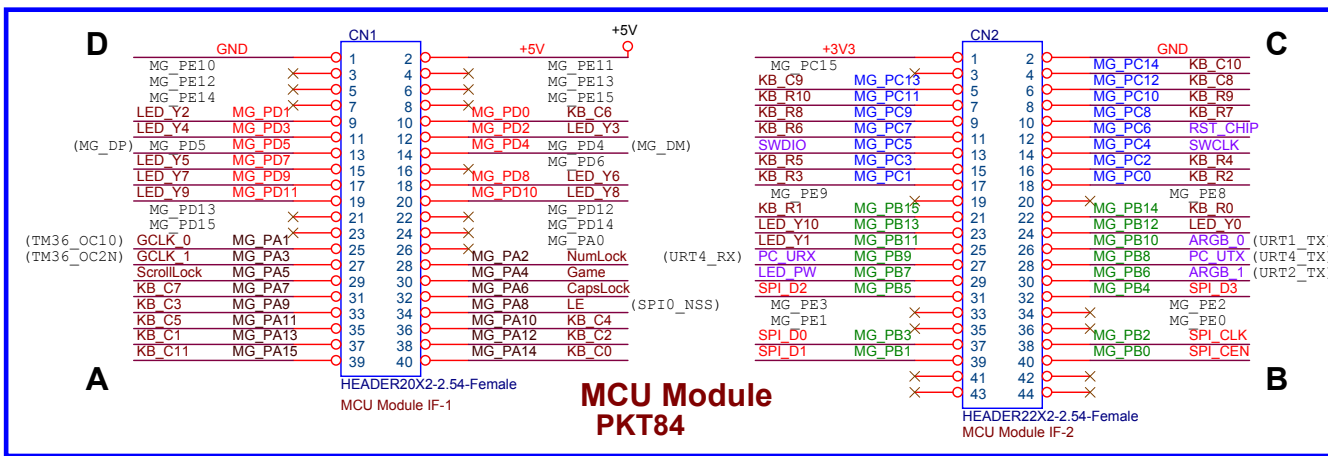 +5V
D CN1 CN2 C
GND 1 2 +5V +3V3 1 2 GND
MG_PE10 3 4 MG_PE11 MG_PC15 3 4 MG_PC14 KB_C10
MG_PE12 5 6 MG_PE13 KB_C9 MG_PC13 5 6 MG_PC12 KB_C8
MG_PE14 7 8 MG_PE15 KB_R10 MG_PC11 7 8 MG_PC10 KB_R9
LED_Y2 MG_PD1 9 10 MG_PD0 KB_C6 KB_R8 MG_PC9 9 10 MG_PC8 KB_R7
LED_Y4 MG_PD3 11 12 MG_PD2 LED_Y3 KB_R6 MG_PC7 11 12 MG_PC6 RST_CHIP
(MG_DP) MG_PD5 MG_PD5 13 14 MG_PD4 MG_PD4 (MG_DM) SWDIO MG_PC5 13 14 MG_PC4 SWCLK
LED_Y5 MG_PD7 15 16 MG_PD6 KB_R5 MG_PC3 15 16 MG_PC2 KB_R4
LED_Y7 MG_PD9 17 18 MG_PD8 LED_Y6 KB_R3 MG_PC1 17 18 MG_PC0 KB_R2
LED_Y9 MG_PD11 19 20 MG_PD10 LED_Y8 MG_PE9 19 20 MG_PE8
MG_PD13 21 22 MG_PD12 KB_R1 MG_PB15 21 22 MG_PB14 KB_R0
MG_PD15 23 24 MG_PD14 LED_Y10 MG_PB13 23 24 MG_PB12 LED_Y0
(TM36_OC10) GCLK_0 MG_PA1 25 26 MG_PA0 LED_Y1 MG_PB11 25 26 MG_PB10 ARGB_0 (URT1_TX)
(TM36_OC2N) GCLK_1 MG_PA3 27 28 MG_PA2 NumLock (URT4_RX) PC_URX MG_PB9 27 28 MG_PB8 PC_UTX (URT4_TX)
ScrollLock MG_PA5 29 30 MG_PA4 Game LED_PW MG_PB7 29 30 MG_PB6 ARGB_1 (URT2_TX)
KB_C7 MG_PA7 31 32 MG_PA6 CapsLock SPI_D2 MG_PB5 31 32 MG_PB4 SPI_D3
KB_C3 MG_PA9 33 34 MG_PA8 LE (SPI0_NSS) MG_PE3 33 34 MG_PE2
KB_C5 MG_PA11 35 36 MG_PA10 KB_C4 MG_PE1 35 36 MG_PE0
KB_C1 MG_PA13 37 38 MG_PA12 KB_C2 SPI_D0 MG_PB3 37 38 MG_PB2 SPI_CLK
KB_C11 MG_PA15 39 40 MG_PA14 KB_C0 SPI_D1 MG_PB1 39 40 MG_PB0 SPI_CEN
41 42
43 44
A B
HEADER20X2-2.54-Female
MCU Module IF-1
MCU Module
PKT84
HEADER22X2-2.54-Female
MCU Module IF-2